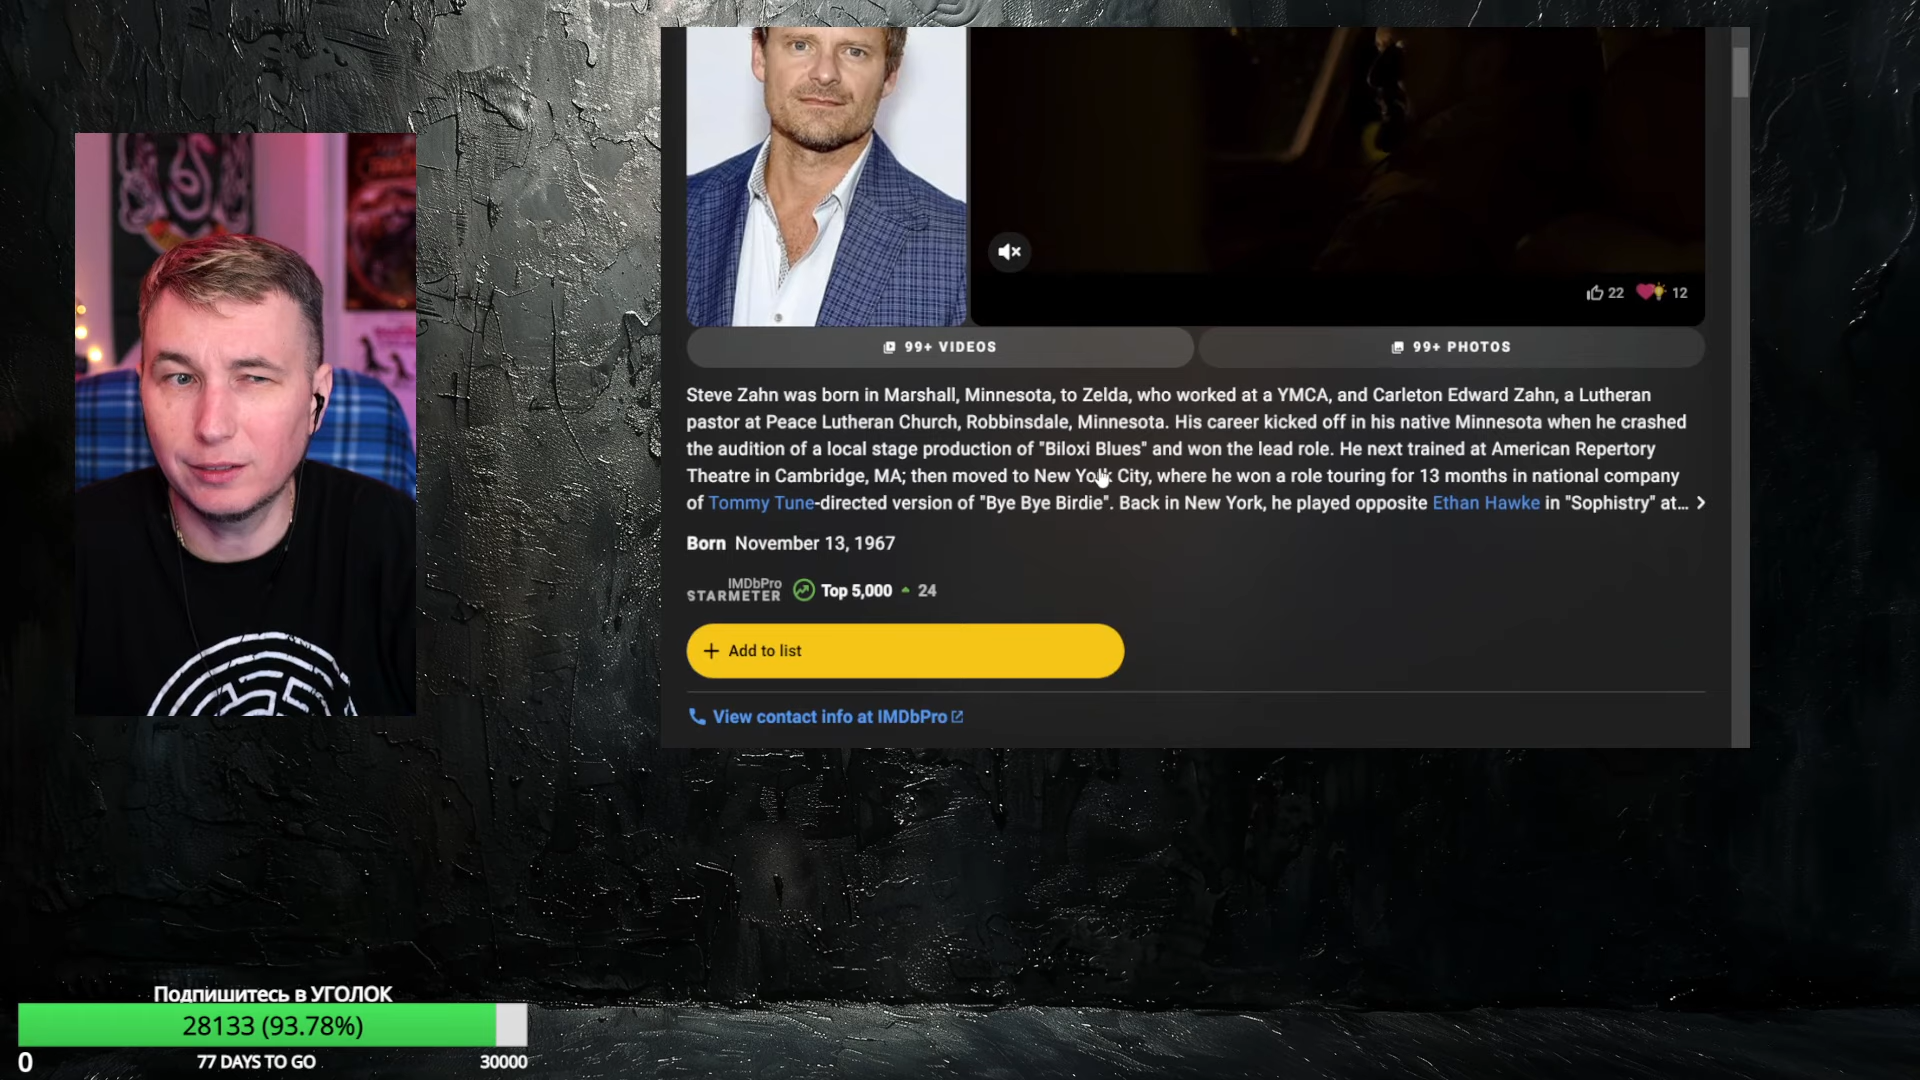 22
12
99+ VIDEOS
99+ PHOTOS
Steve Zahn was born in Marshall, Minnesota, to Zelda, who worked at a YMCA, and Carleton Edward Zahn, a Lutheran
pastor at Peace Lutheran Church, Robbinsdale, Minnesota. His career kicked off in his native Minnesota when he crashed
the audition of a local stage production of "Biloxi Blues" and won the lead role. He next trained at American Repertory
Theatre in Cambridge, MA; then moved to New York City, where he won a role touring for 13 months in national company
of Tommy Tune-directed version of "Bye Bye Birdie". Back in New York, he played opposite Ethan Hawke in "Sophistry" at...
Born November 13, 1967
IMDbPro
STARMETER
Top 5,000 24
Add to list
View contact info at IMDbPro
Подпишитесь в УГОЛОК
28133 (93.78%)
0
77 DAYS TO GO
30000